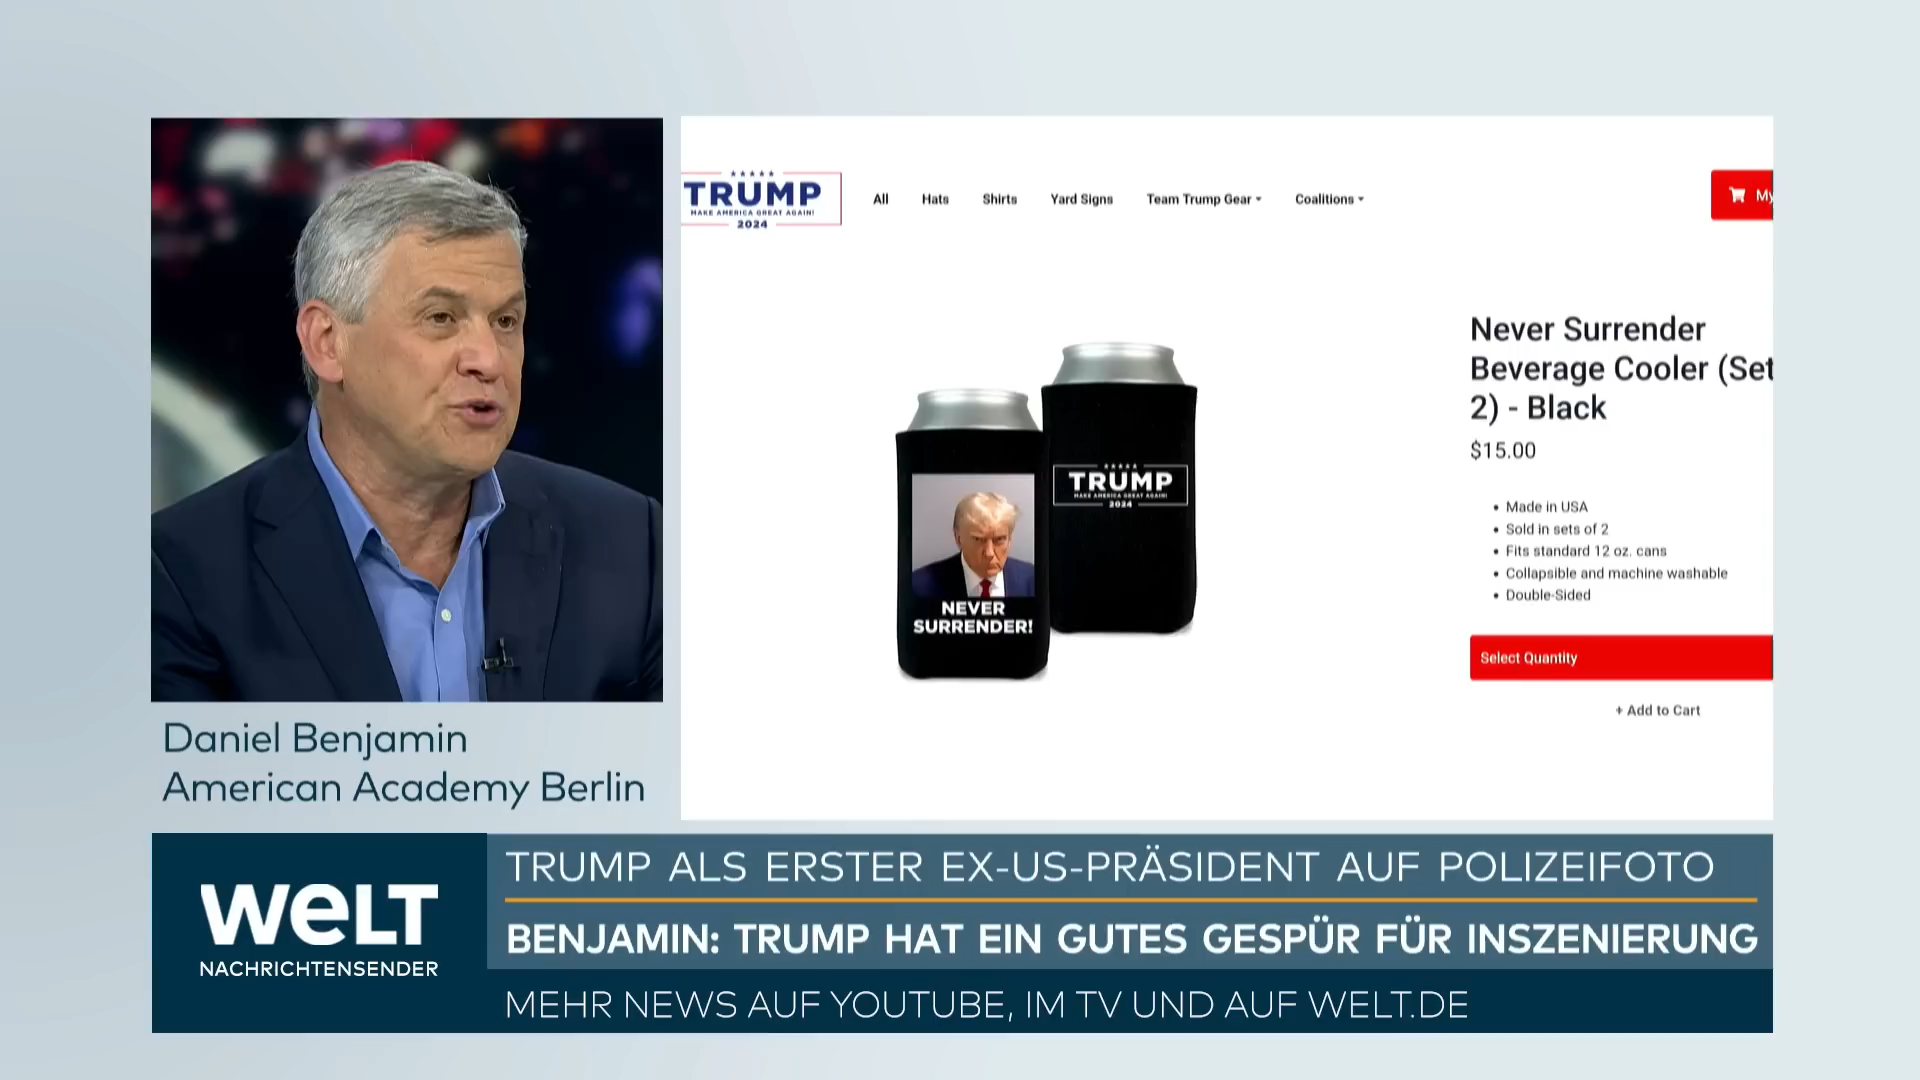 TRUMP
MAKE AMERICA GREAT AGAIN!
2024
All
Hats
Shirts
Yard Signs
Team Trump Gear
Coalitions
My
Never Surrender
Beverage Cooler (Set
2) - Black
$15.00
• Made in USA
• Sold in sets of 2
• Fits standard 12 oz. cans
• Collapsible and machine washable
• Double-Sided
Select Quantity
+ Add to Cart
TRUMP
MAKE AMERICA GREAT AGAIN!
2024
NEVER
SURRENDER!
Daniel Benjamin
American Academy Berlin
WELT
NACHRICHTENSENDER
TRUMP ALS ERSTER EX-US-PRÄSIDENT AUF POLIZEIFOTO
BENJAMIN: TRUMP HAT EIN GUTES GESPÜR FÜR INSZENIERUNG
MEHR NEWS AUF YOUTUBE, IM TV UND AUF WELT.DE